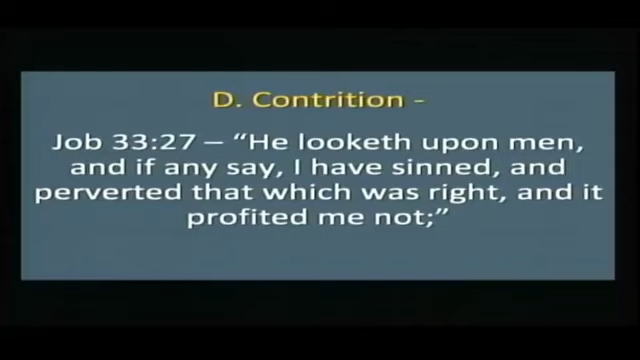 D. Contrition -
Job 33:27 – “He looketh upon men,
and if any say, I have sinned, and
perverted that which was right, and it
profited me not;”